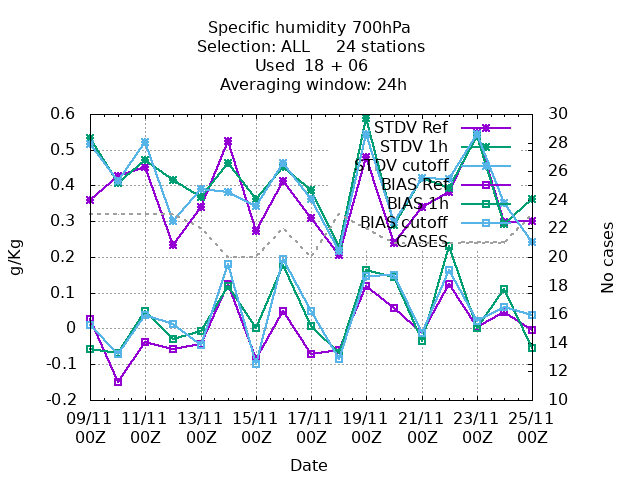 Specific humidity 700hPa
Selection: ALL 24 stations
Used 18 + 06
Averaging window: 24h
0.6
0.5
0.4
0.3
0.2
0.1
0
-0.1
-0.2
g/Kg
30
28
26
24
22
20
18
16
14
12
10
No cases
STDV Ref
STDV 1h
STDV cutoff
BIAS Ref
BIAS 1h
BIAS cutoff
CASES
09/11 11/11 13/11 15/11 17/11 19/11 21/11 23/11 25/11
00Z 00Z 00Z 00Z 00Z 00Z 00Z 00Z 00Z
Date